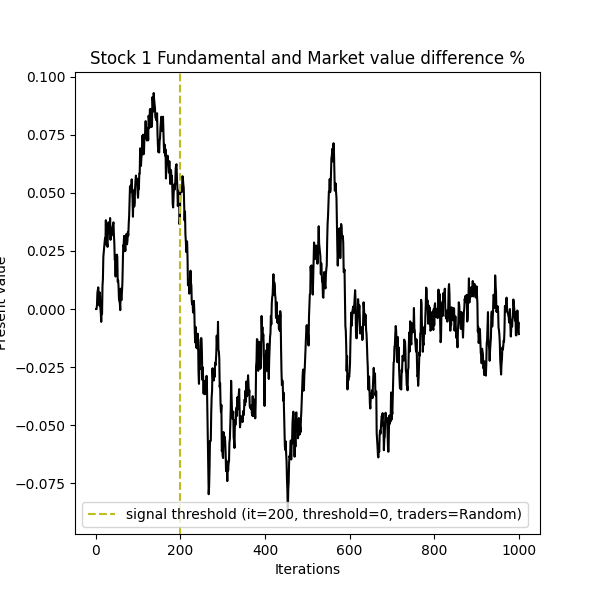 Stock 1 Fundamental and Market value difference %
0.100
0.075
0.050
0.025
0.000
−0.025
−0.050
−0.075
Present value
signal threshold (it=200, threshold=0, traders=Random)
0 200 400 600 800 1000
Iterations